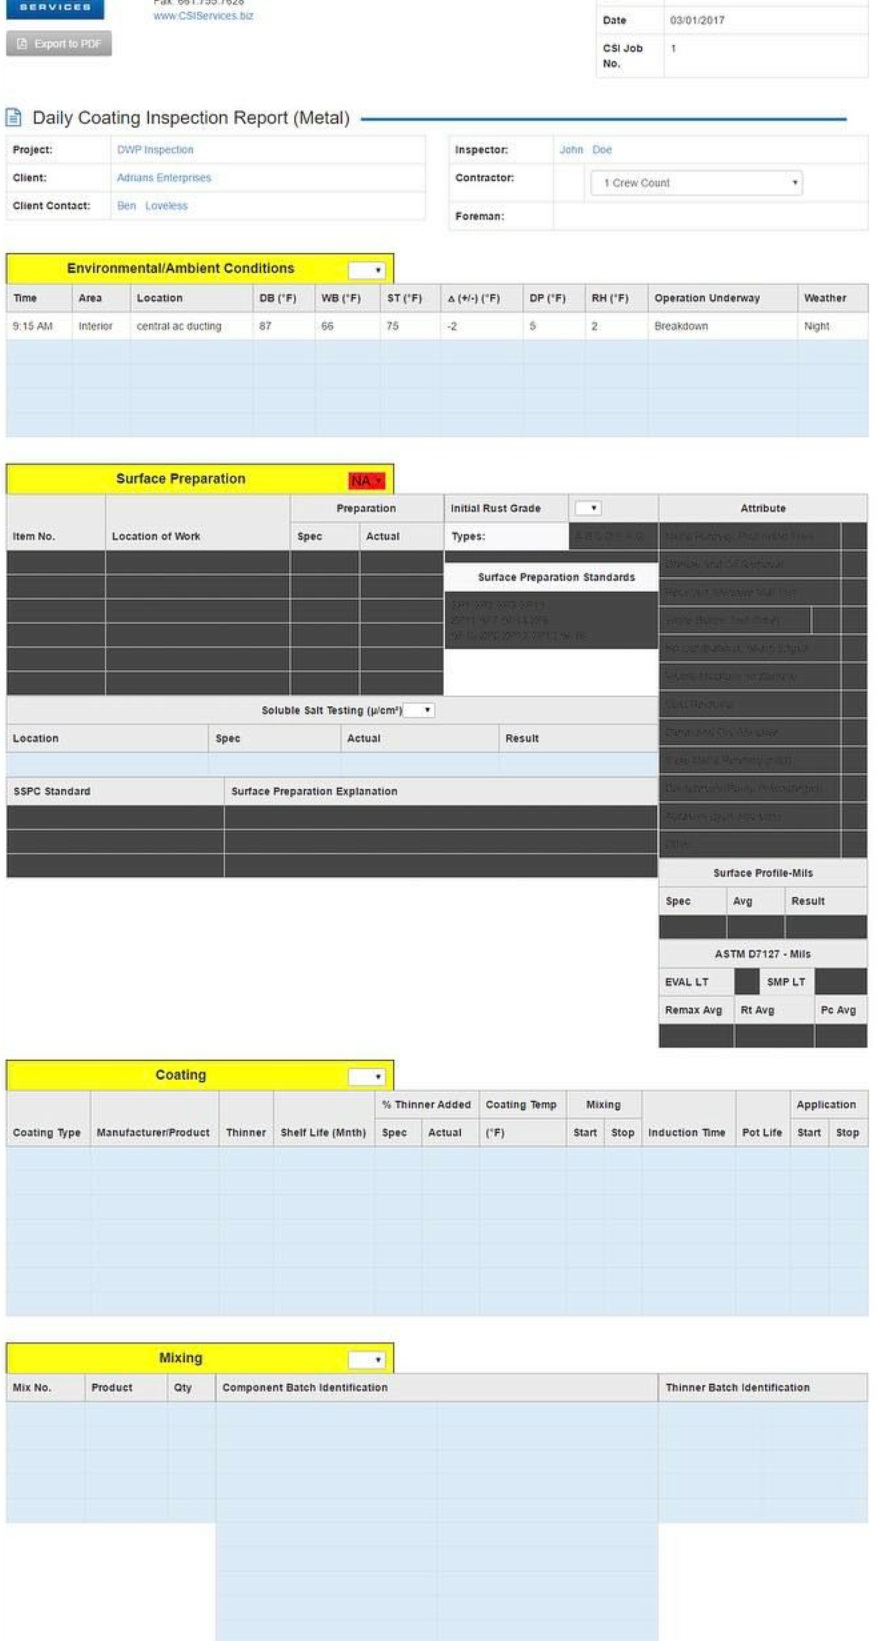 SERVICES
Fax: 661.755.7628
www.CSIServices.biz
Export to PDF
Date 03/01/2017
CSI Job No. 1
Daily Coating Inspection Report (Metal)
Project: DWP Inspection
Client: Adrians Enterprises
Client Contact: Ben Loveless
Inspector: John Doe
Contractor: 1 Crew Count
Foreman:
Environmental/Ambient Conditions
Time Area Location DB (°F) WB (°F) ST (°F) Δ (+/-) (°F) DP (°F) RH (°F) Operation Underway Weather
9:15 AM Interior central ac ducting 87 66 75 -2 5 2 Breakdown Night
Surface Preparation NA
Preparation Initial Rust Grade Attribute
Item No. Location of Work Spec Actual Types:
Surface Preparation Standards
Soluble Salt Testing (µ/cm²)
Location Spec Actual Result
SSPC Standard Surface Preparation Explanation
Surface Profile-Mils
Spec Avg Result
ASTM D7127 - Mils
EVAL LT SMP LT
Remax Avg Rt Avg Pc Avg
Coating
% Thinner Added Coating Temp Mixing Application
Coating Type Manufacturer/Product Thinner Shelf Life (Mnth) Spec Actual (°F) Start Stop Induction Time Pot Life Start Stop
Mixing
Mix No. Product Qty Component Batch Identification Thinner Batch Identification